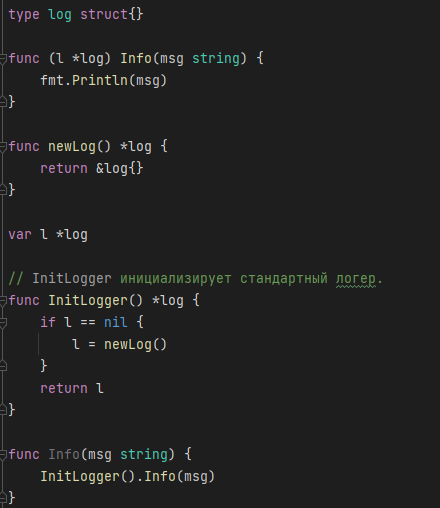 type log struct{}
func (l *log) Info(msg string) {
fmt.Println(msg)
}
func newLog() *log {
return &log{}
}
var l *log
// InitLogger инициализирует стандартный логер.
func InitLogger() *log {
if l == nil {
l = newLog()
}
return l
}
func Info(msg string) {
InitLogger().Info(msg)
}